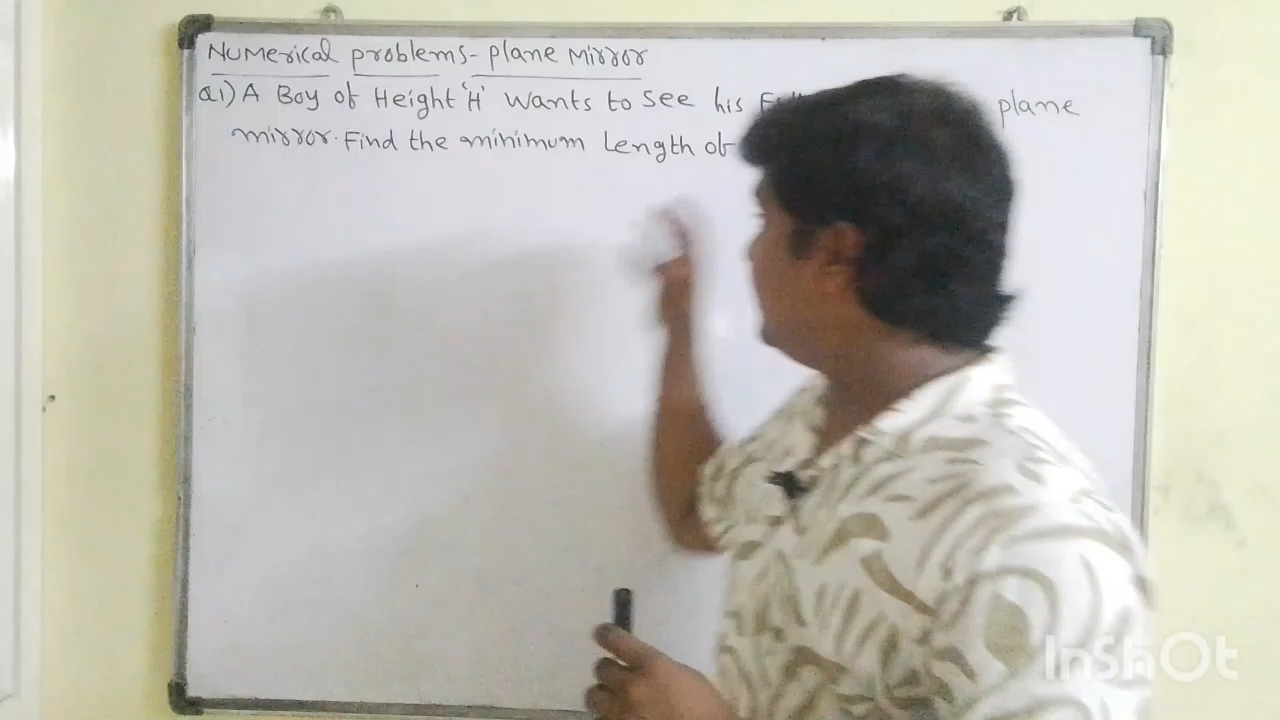 Numerical problems - plane Mirror
Q1) A Boy of Height 'H' wants to see his plane
mirror. Find the minimum Length of
InShOt